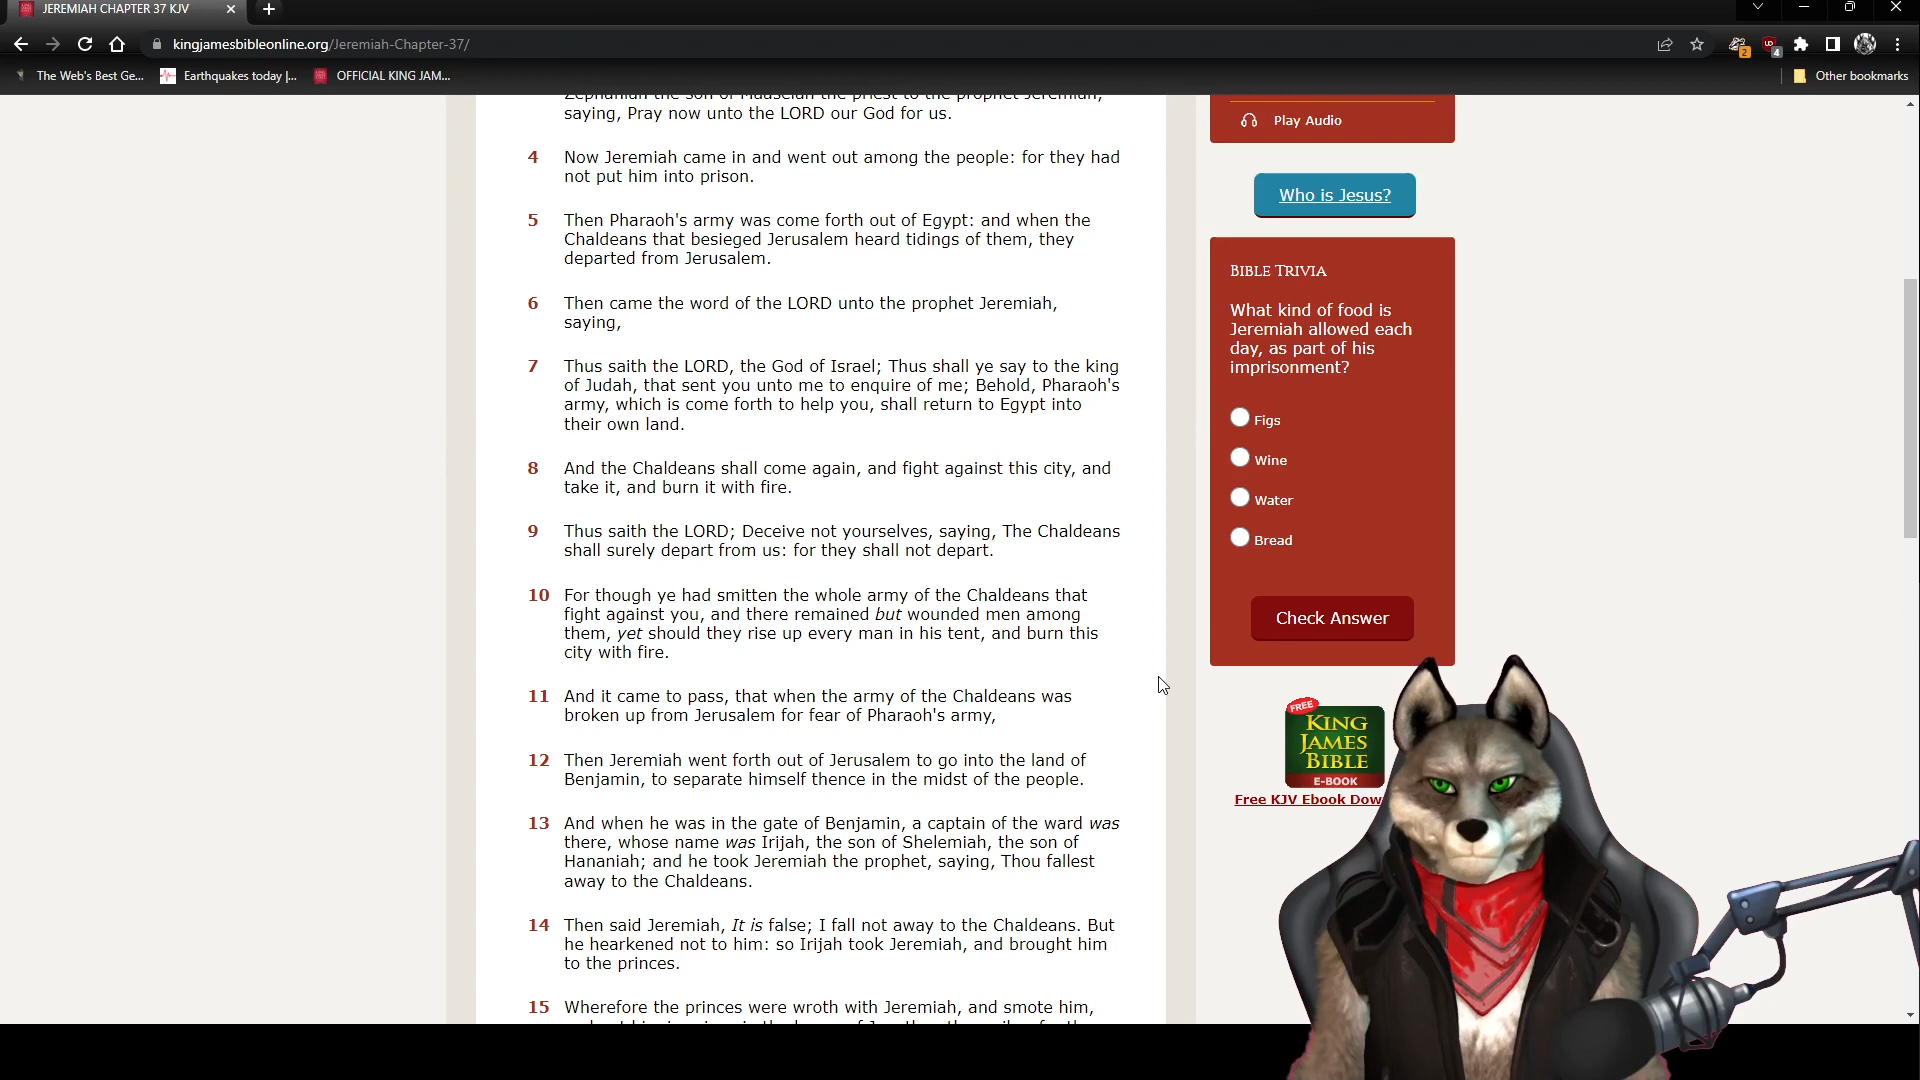 JEREMIAH CHAPTER 37 KJV
kingjamesbibleonline.org/Jeremiah-Chapter-37/
2
4
The Web's Best Ge...
Earthquakes today |...
OFFICIAL KING JAM...
Other bookmarks
Zephaniah the son of Maaseiah the priest to the prophet Jeremiah,
saying, Pray now unto the LORD our God for us.
4 Now Jeremiah came in and went out among the people: for they had
not put him into prison.
5 Then Pharaoh's army was come forth out of Egypt: and when the
Chaldeans that besieged Jerusalem heard tidings of them, they
departed from Jerusalem.
6 Then came the word of the LORD unto the prophet Jeremiah,
saying,
7 Thus saith the LORD, the God of Israel; Thus shall ye say to the king
of Judah, that sent you unto me to enquire of me; Behold, Pharaoh's
army, which is come forth to help you, shall return to Egypt into
their own land.
8 And the Chaldeans shall come again, and fight against this city, and
take it, and burn it with fire.
9 Thus saith the LORD; Deceive not yourselves, saying, The Chaldeans
shall surely depart from us: for they shall not depart.
10 For though ye had smitten the whole army of the Chaldeans that
fight against you, and there remained but wounded men among
them, yet should they rise up every man in his tent, and burn this
city with fire.
11 And it came to pass, that when the army of the Chaldeans was
broken up from Jerusalem for fear of Pharaoh's army,
12 Then Jeremiah went forth out of Jerusalem to go into the land of
Benjamin, to separate himself thence in the midst of the people.
13 And when he was in the gate of Benjamin, a captain of the ward was
there, whose name was Irijah, the son of Shelemiah, the son of
Hananiah; and he took Jeremiah the prophet, saying, Thou fallest
away to the Chaldeans.
14 Then said Jeremiah, It is false; I fall not away to the Chaldeans. But
he hearkened not to him: so Irijah took Jeremiah, and brought him
to the princes.
15 Wherefore the princes were wroth with Jeremiah, and smote him,
Play Audio
Who is Jesus?
BIBLE TRIVIA
What kind of food is
Jeremiah allowed each
day, as part of his
imprisonment?
Figs
Wine
Water
Bread
Check Answer
FREE
KING
JAMES
BIBLE
E-BOOK
Free KJV Ebook Dow